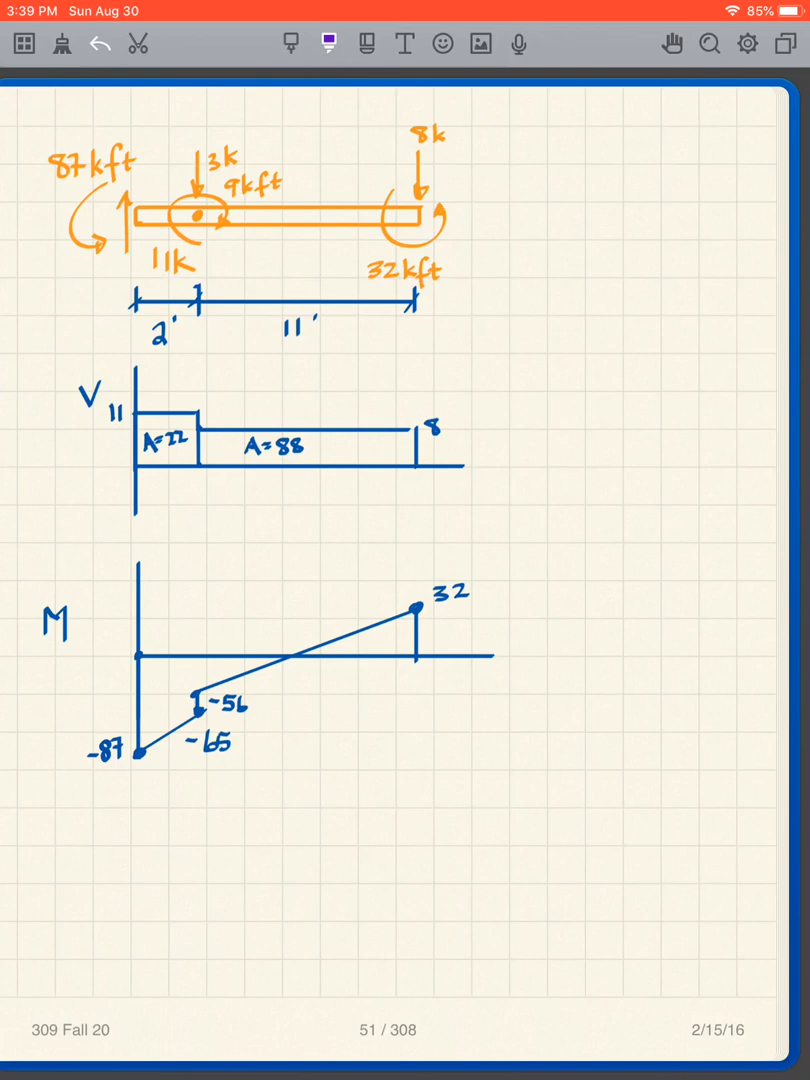 3:39 PM Sun Aug 30
85%
T
8k
87kft
3k
9kft
11k
32kft
2'
11'
V
11
A=22
A=88
8
M
32
-56
-65
-87
309 Fall 20
51 / 308
2/15/16